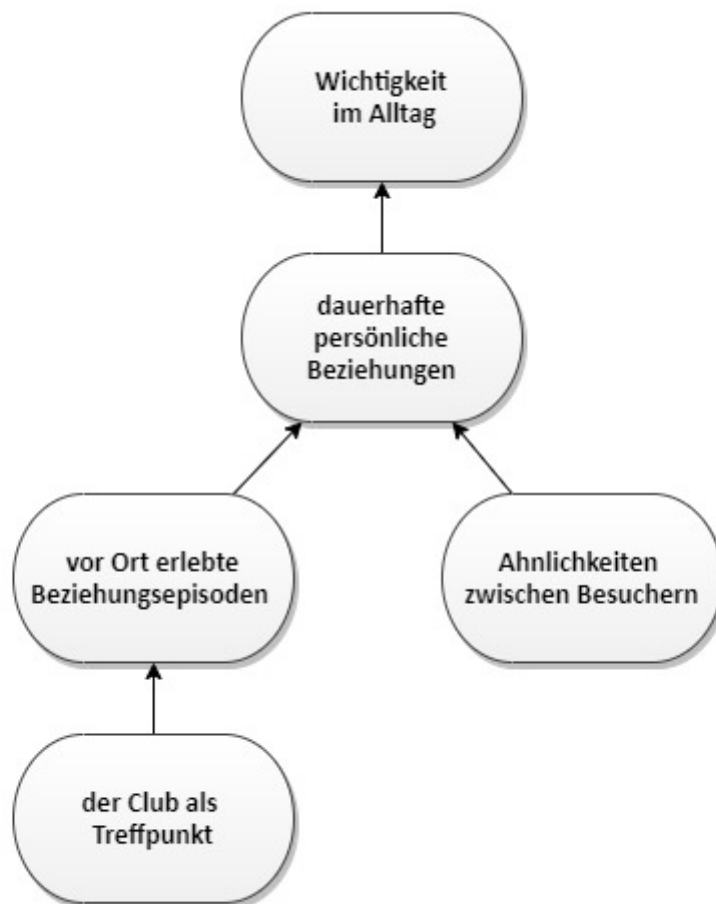 Wichtigkeit
im Alltag
dauerhafte
persönliche
Beziehungen
vor Ort erlebte
Beziehungsepisoden
Ahnlichkeiten
zwischen Besuchern
der Club als
Treffpunkt